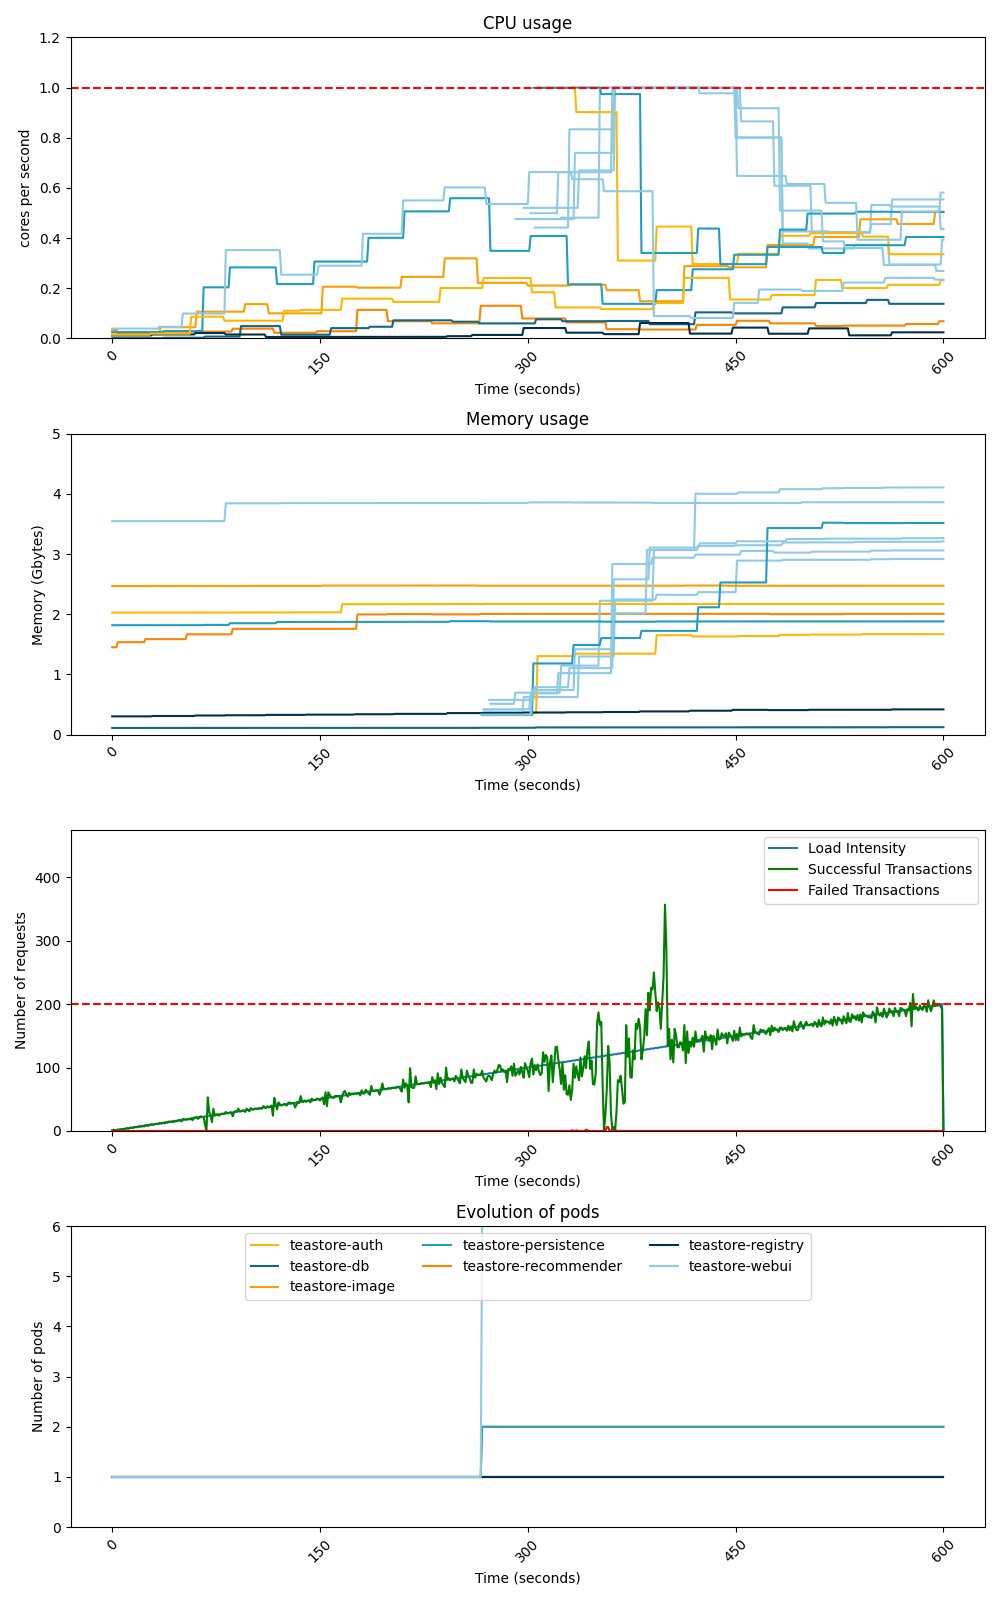 CPU usage
1.2
1.0
0.8
0.6
0.4
0.2
0.0
cores per second
0 150 300 450 600
Time (seconds)
Memory usage
5
4
3
2
1
0
Memory (Gbytes)
0 150 300 450 600
Time (seconds)
Load Intensity
Successful Transactions
Failed Transactions
400
300
200
100
0
Number of requests
0 150 300 450 600
Time (seconds)
Evolution of pods
teastore-auth teastore-persistence teastore-registry
teastore-db teastore-recommender teastore-webui
teastore-image
6
5
4
3
2
1
0
Number of pods
0 150 300 450 600
Time (seconds)